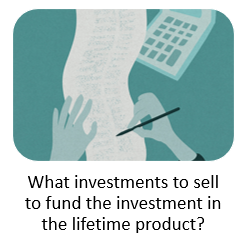 What investments to sell
to fund the investment in
the lifetime product?